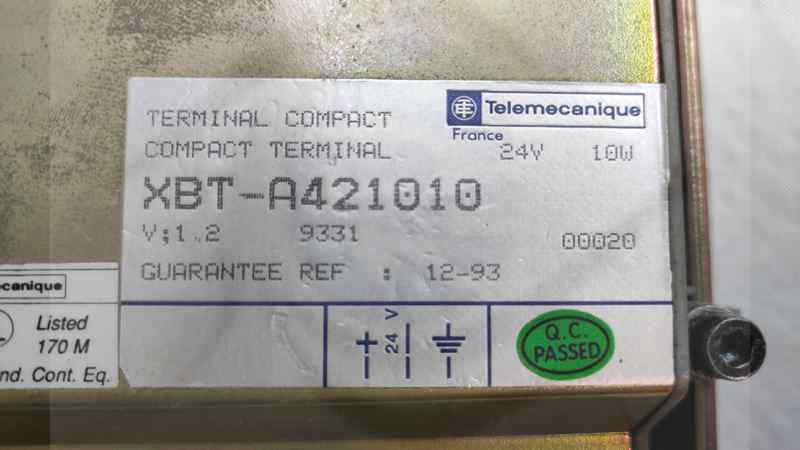 TERMINAL COMPACT
Telemecanique
France
COMPACT TERMINAL 24V 10W
XBT-A421010
V;1.2 9331 00020
GUARANTEE REF : 12-93
canique
Listed
170 M
nd. Cont. Eq.
+ 24 V
Q.C.
PASSED